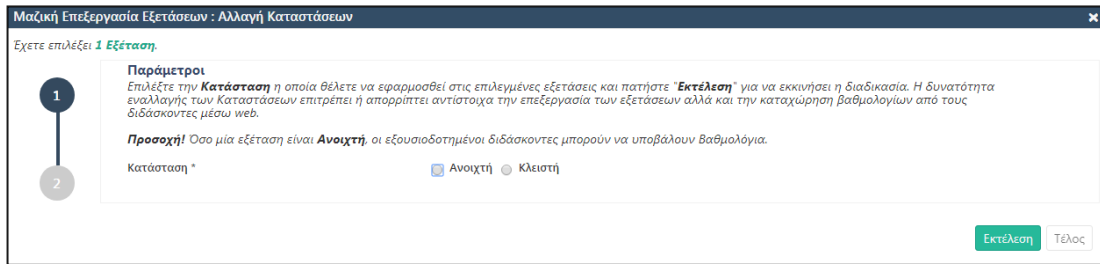 Μαζική Επεξεργασία Εξετάσεων : Αλλαγή Καταστάσεων
Έχετε επιλέξει 1 Εξέταση.
1
Παράμετροι
Επιλέξτε την Κατάσταση η οποία θέλετε να εφαρμοσθεί στις επιλεγμένες εξετάσεις και πατήστε "Εκτέλεση" για να εκκινήσει η διαδικασία. Η δυνατότητα
εναλλαγής των Καταστάσεων επιτρέπει ή απορρίπτει αντίστοιχα την επεξεργασία των εξετάσεων αλλά και την καταχώρηση βαθμολογίων από τους
διδάσκοντες μέσω web.
Προσοχή! Όσο μία εξέταση είναι Ανοιχτή, οι εξουσιοδοτημένοι διδάσκοντες μπορούν να υποβάλουν Βαθμολόγια.
Κατάσταση * Ανοιχτή Κλειστή
2
Εκτέλεση Τέλος